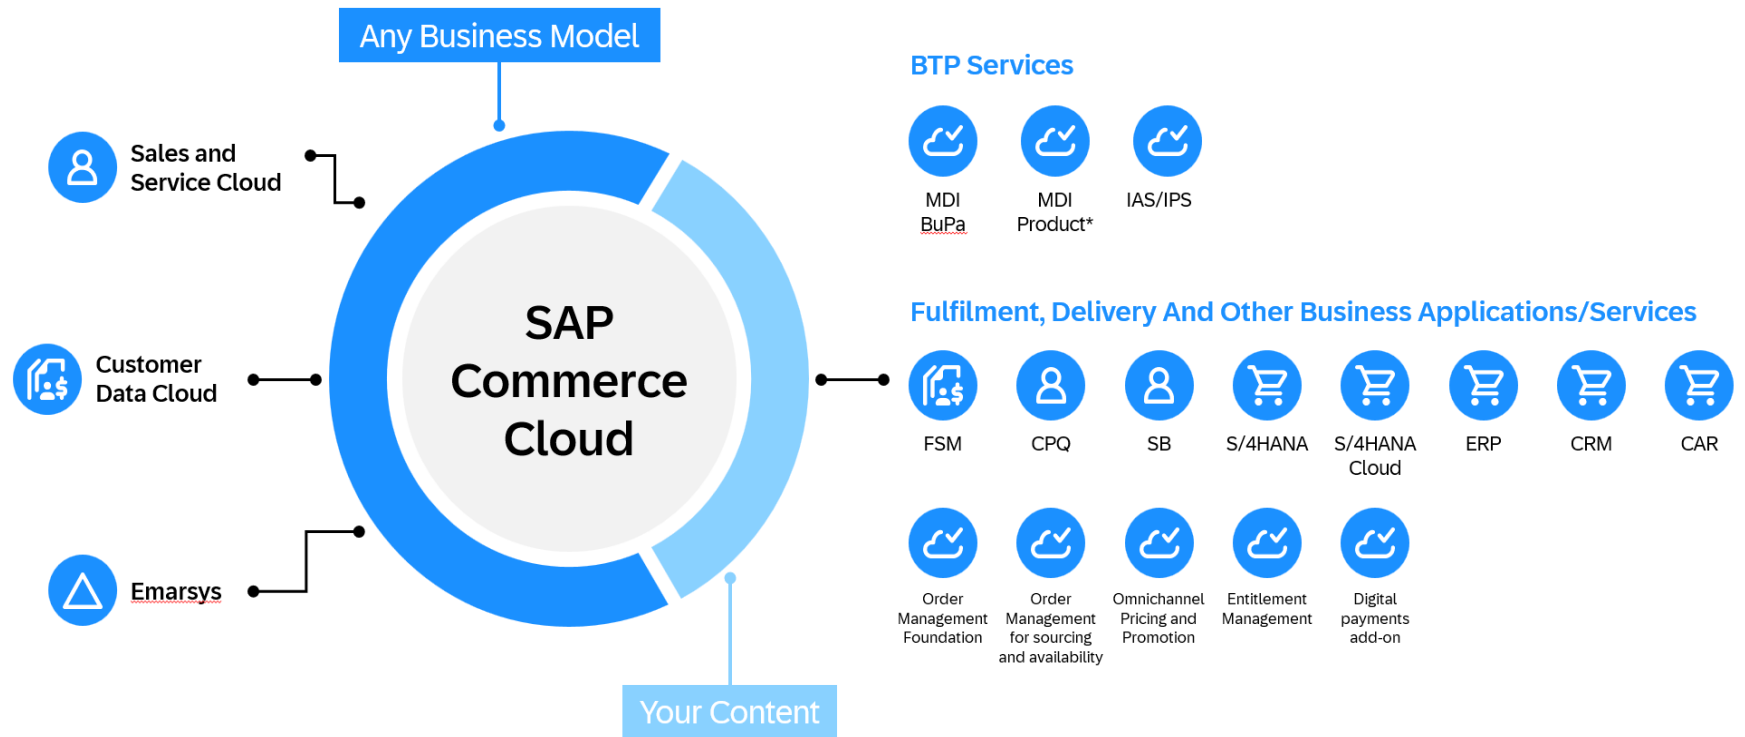 Any Business Model
Sales and
Service Cloud
Customer
Data Cloud
Emarsys
SAP
Commerce
Cloud
Your Content
BTP Services
MDI
BuPa
MDI
Product*
IAS/IPS
Fulfilment, Delivery And Other Business Applications/Services
FSM
CPQ
SB
S/4HANA
S/4HANA
Cloud
ERP
CRM
CAR
Order
Management
Foundation
Order
Management
for sourcing
and availability
Omnichannel
Pricing and
Promotion
Entitlement
Management
Digital
payments
add-on